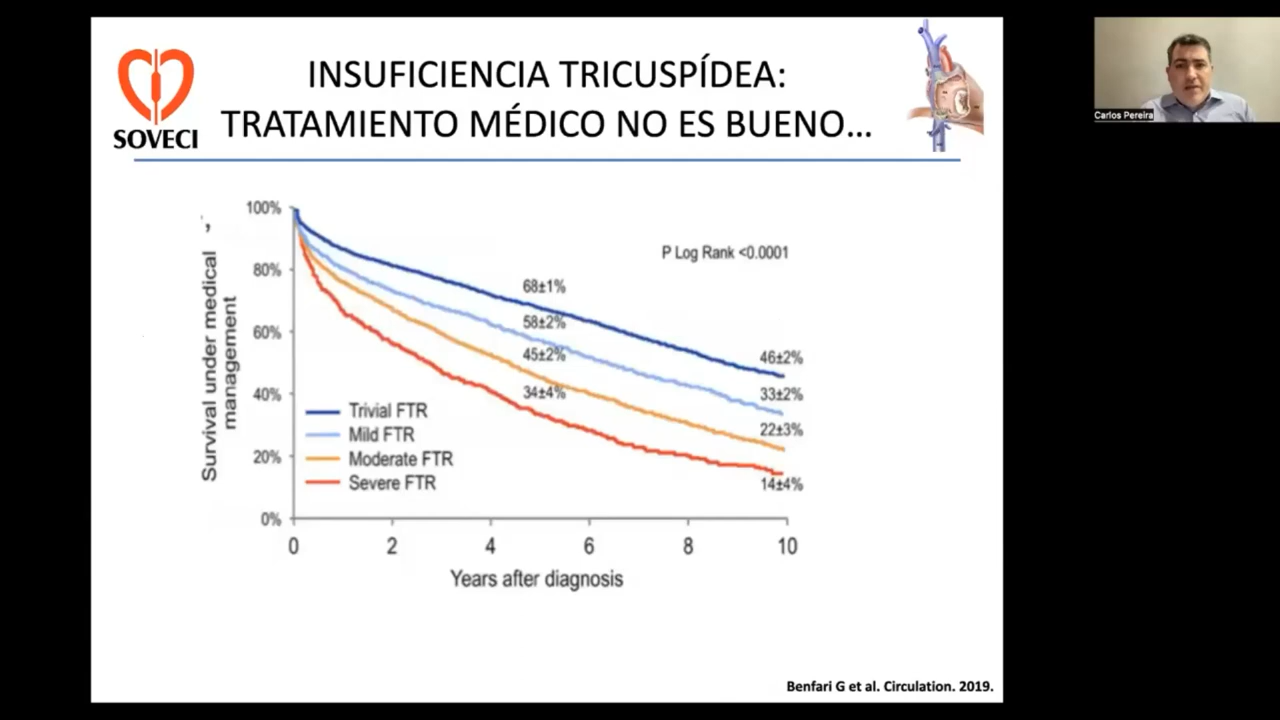 INSUFICIENCIA TRICUSPÍDEA:
TRATAMIENTO MÉDICO NO ES BUENO...
SOVECI
Carlos Pereira
Survival under medical
management
100%
80%
60%
40%
20%
0%
P Log Rank <0.0001
68±1%
58±2%
45±2%
34±4%
46±2%
33±2%
22±3%
14±4%
Trivial FTR
Mild FTR
Moderate FTR
Severe FTR
0 2 4 6 8 10
Years after diagnosis
Benfari G et al. Circulation. 2019.